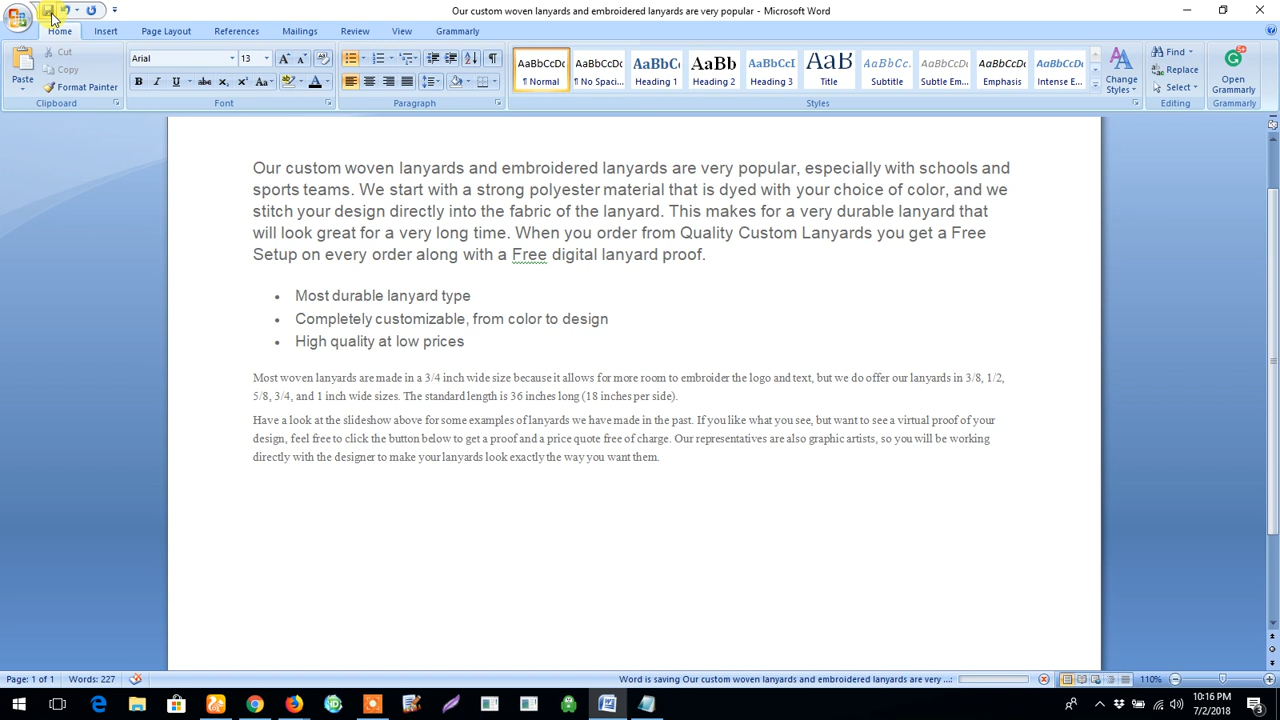 Our custom woven lanyards and embroidered lanyards are very popular - Microsoft Word
Home Insert Page Layout References Mailings Review View Grammarly
Paste
Cut
Copy
Format Painter
Clipboard
Arial 13
B I U abc x₂ x² Aa
Font
Paragraph
AaBbCcDc AaBbCcDc AaBbC AaBb AaBbCcI AaB AaBbCc. AaBbCcDc AaBbCcDc AaBbCcDc
¶ Normal ¶ No Spaci... Heading 1 Heading 2 Heading 3 Title Subtitle Subtle Em... Emphasis Intense E...
Styles
Change Styles
Find
Replace
Select
Editing
Open Grammarly
Grammarly
Our custom woven lanyards and embroidered lanyards are very popular, especially with schools and
sports teams. We start with a strong polyester material that is dyed with your choice of color, and we
stitch your design directly into the fabric of the lanyard. This makes for a very durable lanyard that
will look great for a very long time. When you order from Quality Custom Lanyards you get a Free
Setup on every order along with a Free digital lanyard proof.
• Most durable lanyard type
• Completely customizable, from color to design
• High quality at low prices
Most woven lanyards are made in a 3/4 inch wide size because it allows for more room to embroider the logo and text, but we do offer our lanyards in 3/8, 1/2,
5/8, 3/4, and 1 inch wide sizes. The standard length is 36 inches long (18 inches per side).
Have a look at the slideshow above for some examples of lanyards we have made in the past. If you like what you see, but want to see a virtual proof of your
design, feel free to click the button below to get a proof and a price quote free of charge. Our representatives are also graphic artists, so you will be working
directly with the designer to make your lanyards look exactly the way you want them.
Page: 1 of 1 Words: 227 Word is saving Our custom woven lanyards and embroidered lanyards are very ...: 110%
10:16 PM
7/2/2018